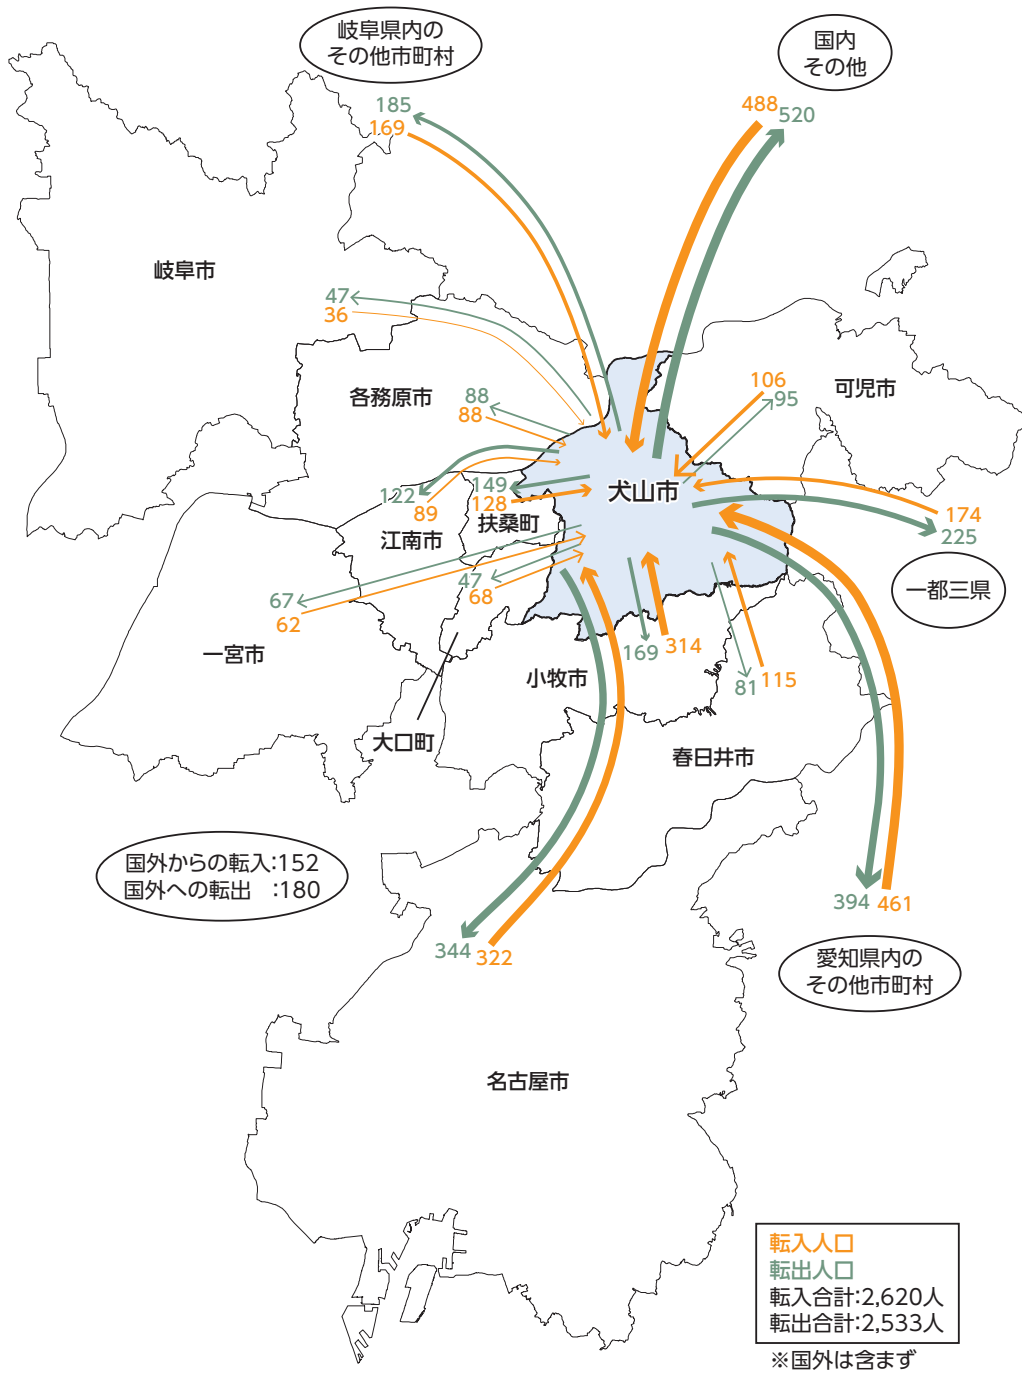 岐阜県内の
その他市町村
国内
その他
185
169
488
520
岐阜市
47
36
各務原市
88
88
106
95
可児市
122
89
149
128
犬山市
扶桑町
江南市
174
225
一都三県
47
68
67
62
一宮市
169
314
小牧市
81
115
大口町
春日井市
国外からの転入:152
国外への転出 :180
344
322
394
461
愛知県内の
その他市町村
名古屋市
転入人口
転出人口
転入合計:2,620人
転出合計:2,533人
※国外は含まず